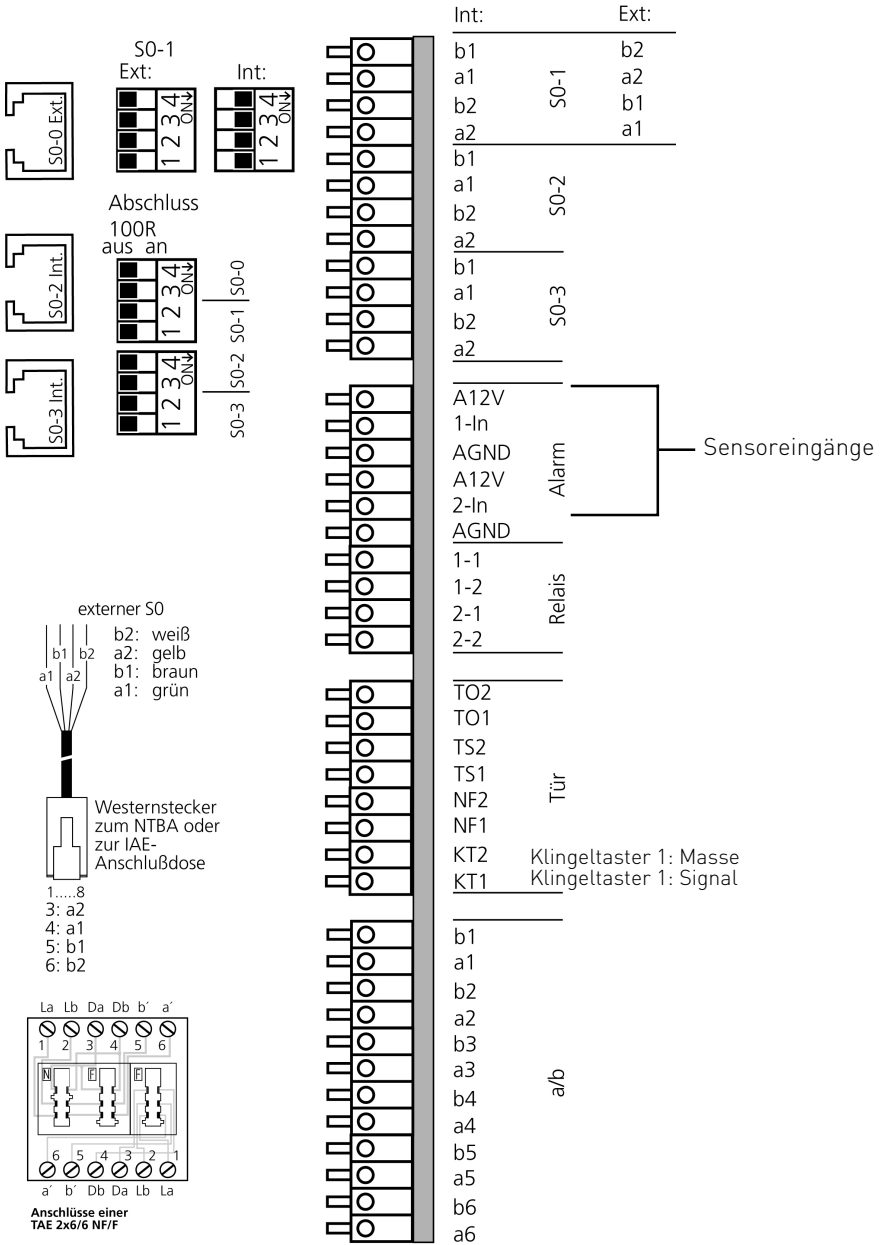 S0-1
Ext: Int:
S0-0 Ext.
1 2 3 4
ON
1 2 3 4
ON
Abschluss
100R
aus an
S0-2 Int.
1 2 3 4
ON
S0-1 S0-0
S0-3 Int.
1 2 3 4
ON
S0-3 S0-2
externer S0
a1 b1 a2 b2
b2: weiß
a2: gelb
b1: braun
a1: grün
Westernstecker
zum NTBA oder
zur IAE-
Anschlußdose
1.....8
3: a2
4: a1
5: b1
6: b2
La Lb Da Db b´ a´
1 2 3 4 5 6
N F F
6 5 4 3 2 1
a´ b´ Db Da Lb La
Anschlüsse einer
TAE 2x6/6 NF/F
Int: Ext:
b1 b2
a1 a2
b2 b1
a2 a1
S0-1
b1
a1
b2
a2
S0-2
b1
a1
b2
a2
S0-3
A12V
1-In
AGND
A12V
2-In
AGND
Alarm
Sensoreingänge
1-1
1-2
2-1
2-2
Relais
TO2
TO1
TS2
TS1
NF2
NF1
KT2 Klingeltaster 1: Masse
KT1 Klingeltaster 1: Signal
Tür
b1
a1
b2
a2
b3
a3
b4
a4
b5
a5
b6
a6
a/b